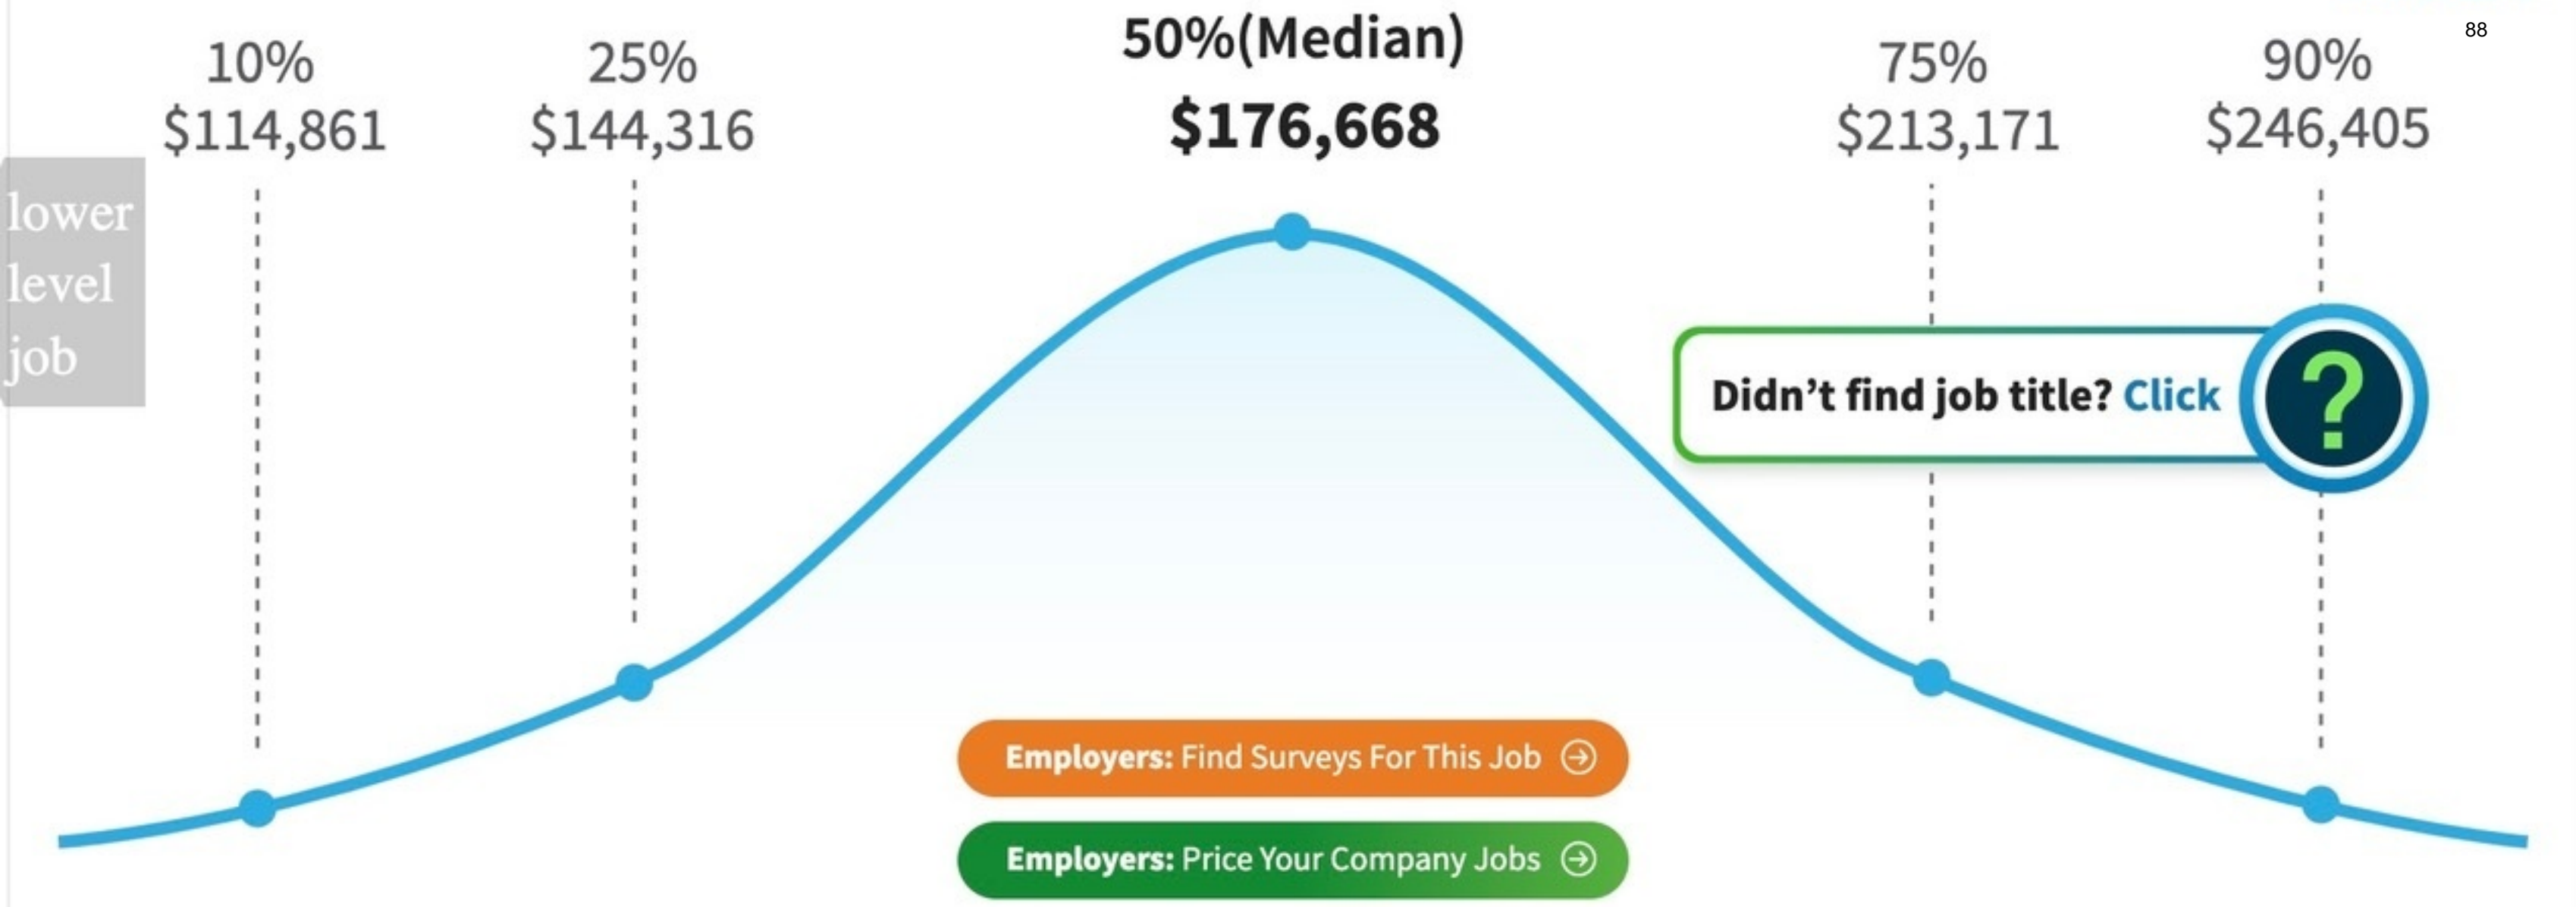 10%
$114,861
25%
$144,316
50%(Median)
$176,668
75%
$213,171
90%
$246,405
88
lower
level
job
Didn’t find job title? Click
?
Employers: Find Surveys For This Job
Employers: Price Your Company Jobs